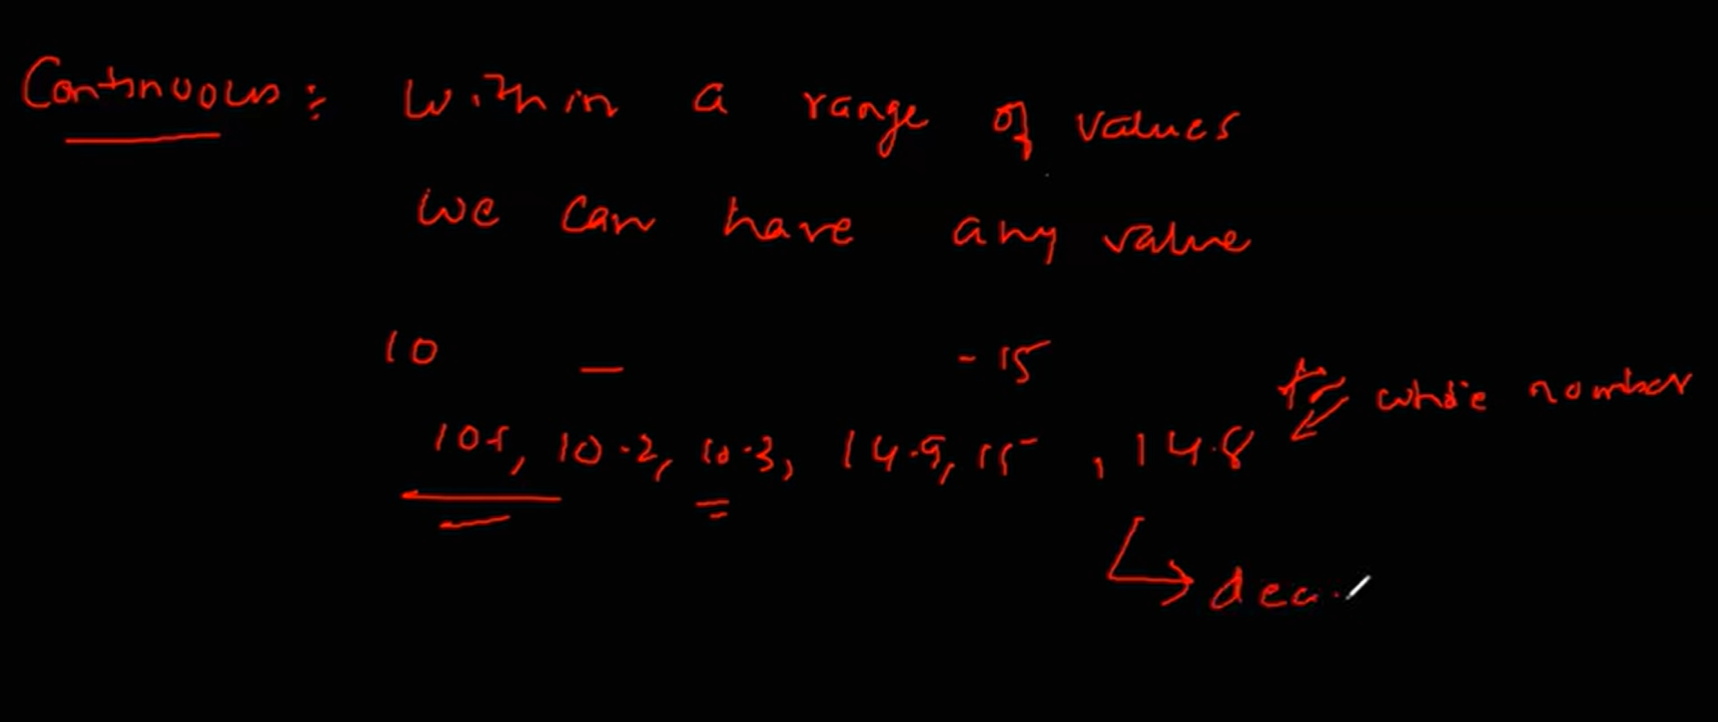 Continuous : within a range of values
we can have any value
10 — - 15
10.1, 10.2, 10.3, 14.9, 15 , 14.8 whole number
dec